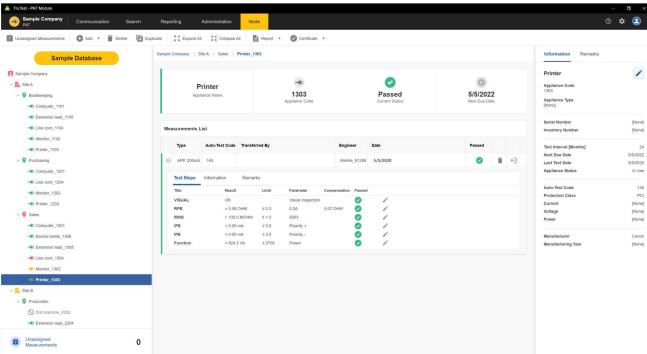 TruTest - PAT Module
Sample Company
PAT
Communication
Search
Reporting
Administration
Node
Unassigned Measurements
Add
Delete
Duplicate
Expand All
Collapse All
Report
Certificate
Sample Database
Sample Company
Site A
Bookkeeping
Computer_1101
Extension lead_1105
Line cord_1104
Monitor_1102
Printer_1103
Purchasing
Computer_1201
Line cord_1204
Monitor_1202
Printer_1203
Sales
Computer_1301
Electric kettle_1306
Extension lead_1305
Line cord_1304
Monitor_1302
Printer_1303
Site B
Production
Drill machine_2202
Extension lead_2204
Unassigned
Measurements
0
Sample Company > Site A > Sales > Printer_1303
Printer
Appliance Name
1303
Appliance Code
Passed
Current Status
5/5/2022
Next Due Date
Measurements List
Type Auto-Test Code Transferred By Engineer Date Passed
APP, 200mA 145 5/5/2020
Test Steps Information Remarks
Title Result Limit Parameter Compensation Passed
VISUAL OK Visual Inspection
RPE = 0.08 OHM ≤ 0.3 0.2A 0.07 OHM
RINS > 100.0 MOHM ≥ 1.0 500V
IPE = 0.05 mA ≤ 3.5 Polarity +
IPE = 0.05 mA ≤ 3.5 Polarity -
Function = 824.0 VA ≤ 3700 Power
Information Remarks
Printer
Appliance Code
1303
Appliance Type
[None]
Serial Number [None]
Inventory Number [None]
Test Interval [Months] 24
Next Due Date 5/5/2022
Last Test Date 5/5/2020
Appliance Status In Use
Auto-Test Code 145
Production Class PCI
Current [None]
Voltage [None]
Power [None]
Manufacturer Canon
Manufacturing Year [None]